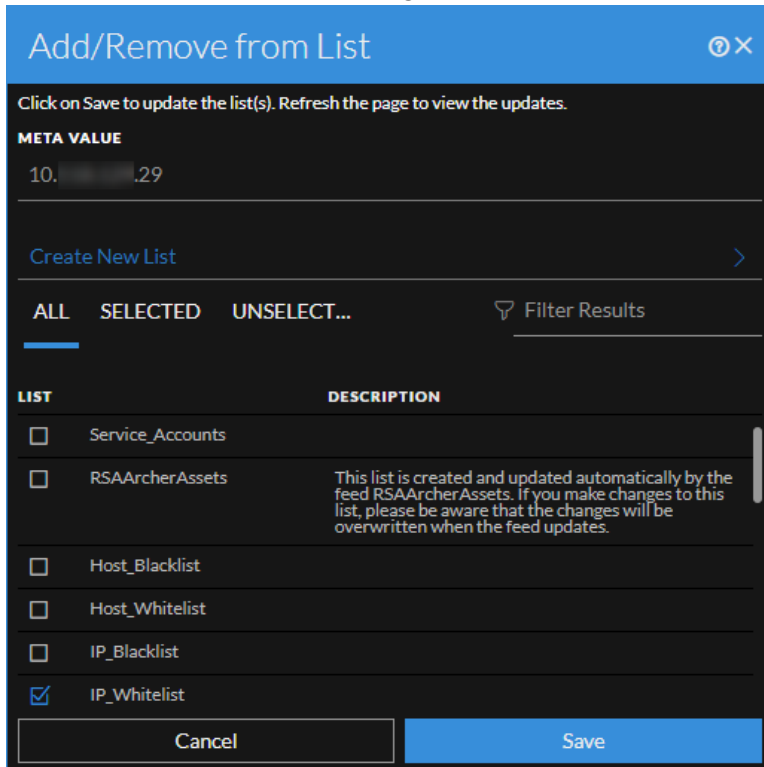 Add/Remove from List
Click on Save to update the list(s). Refresh the page to view the updates.
META VALUE
10. .29
Create New List
ALL SELECTED UNSELECT... Filter Results
LIST DESCRIPTION
Service_Accounts
RSAArcherAssets This list is created and updated automatically by the
feed RSAArcherAssets. If you make changes to this
list, please be aware that the changes will be
overwritten when the feed updates.
Host_Blacklist
Host_Whitelist
IP_Blacklist
IP_Whitelist
Cancel Save